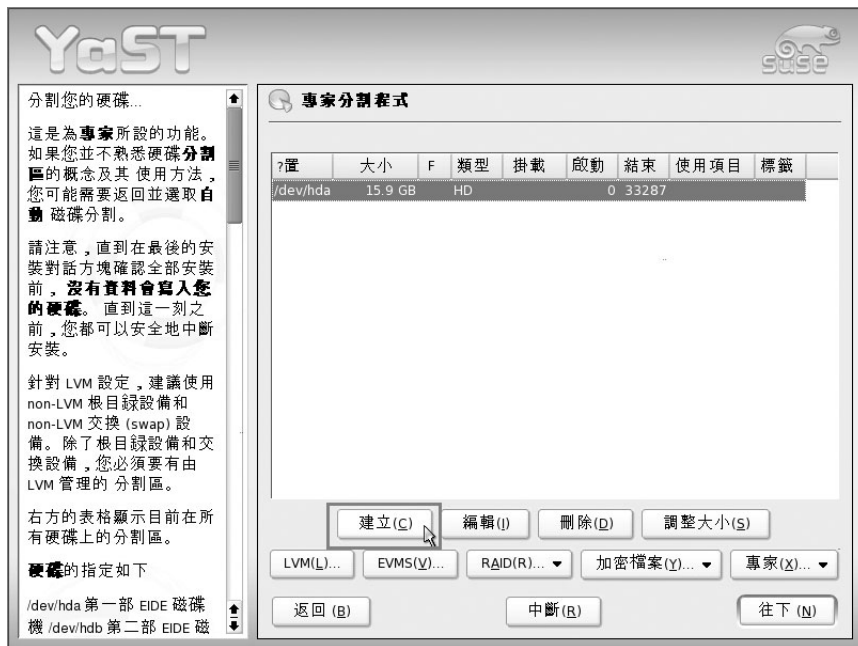 YaST
suse
分割您的硬碟...
這是為專家所設的功能。
如果您並不熟悉硬碟分割
區的概念及其 使用方法，
您可能需要返回並選取自
動 磁碟分割。
請注意，直到在最後的安
裝對話方塊確認全部安裝
前，沒有資料會寫入您
的硬碟。 直到這一刻之
前，您都可以安全地中斷
安裝。
針對 LVM 設定，建議使用
non-LVM 根目録設備和
non-LVM 交換 (swap) 設
備。除了根目録設備和交
換設備，您必須要有由
LVM 管理的 分割區。
右方的表格顯示目前在所
有硬碟上的分割區。
硬碟的指定如下
/dev/hda 第一部 EIDE 磁碟
機 /dev/hdb 第二部 EIDE 磁
專家分割程式
?置 大小 F 類型 掛載 啟動 結束 使用項目 標籤
/dev/hda 15.9 GB HD 0 33287
建立(C) 編輯(I) 刪除(D) 調整大小(S)
LVM(L)... EVMS(V)... RAID(R)... 加密檔案(Y)... 專家(X)...
返回 (B) 中斷(R) 往下 (N)